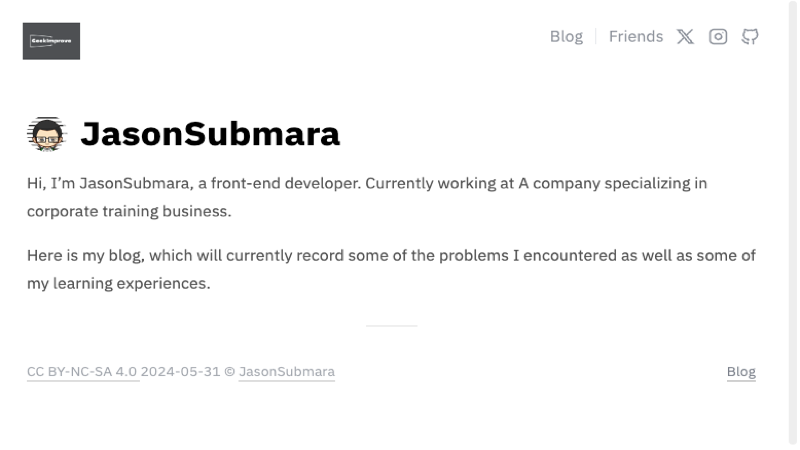 GeekImprove
Blog
Friends
JasonSubmara
Hi, I’m JasonSubmara, a front-end developer. Currently working at A company specializing in
corporate training business.
Here is my blog, which will currently record some of the problems I encountered as well as some of
my learning experiences.
CC BY-NC-SA 4.0 2024-05-31 © JasonSubmara
Blog